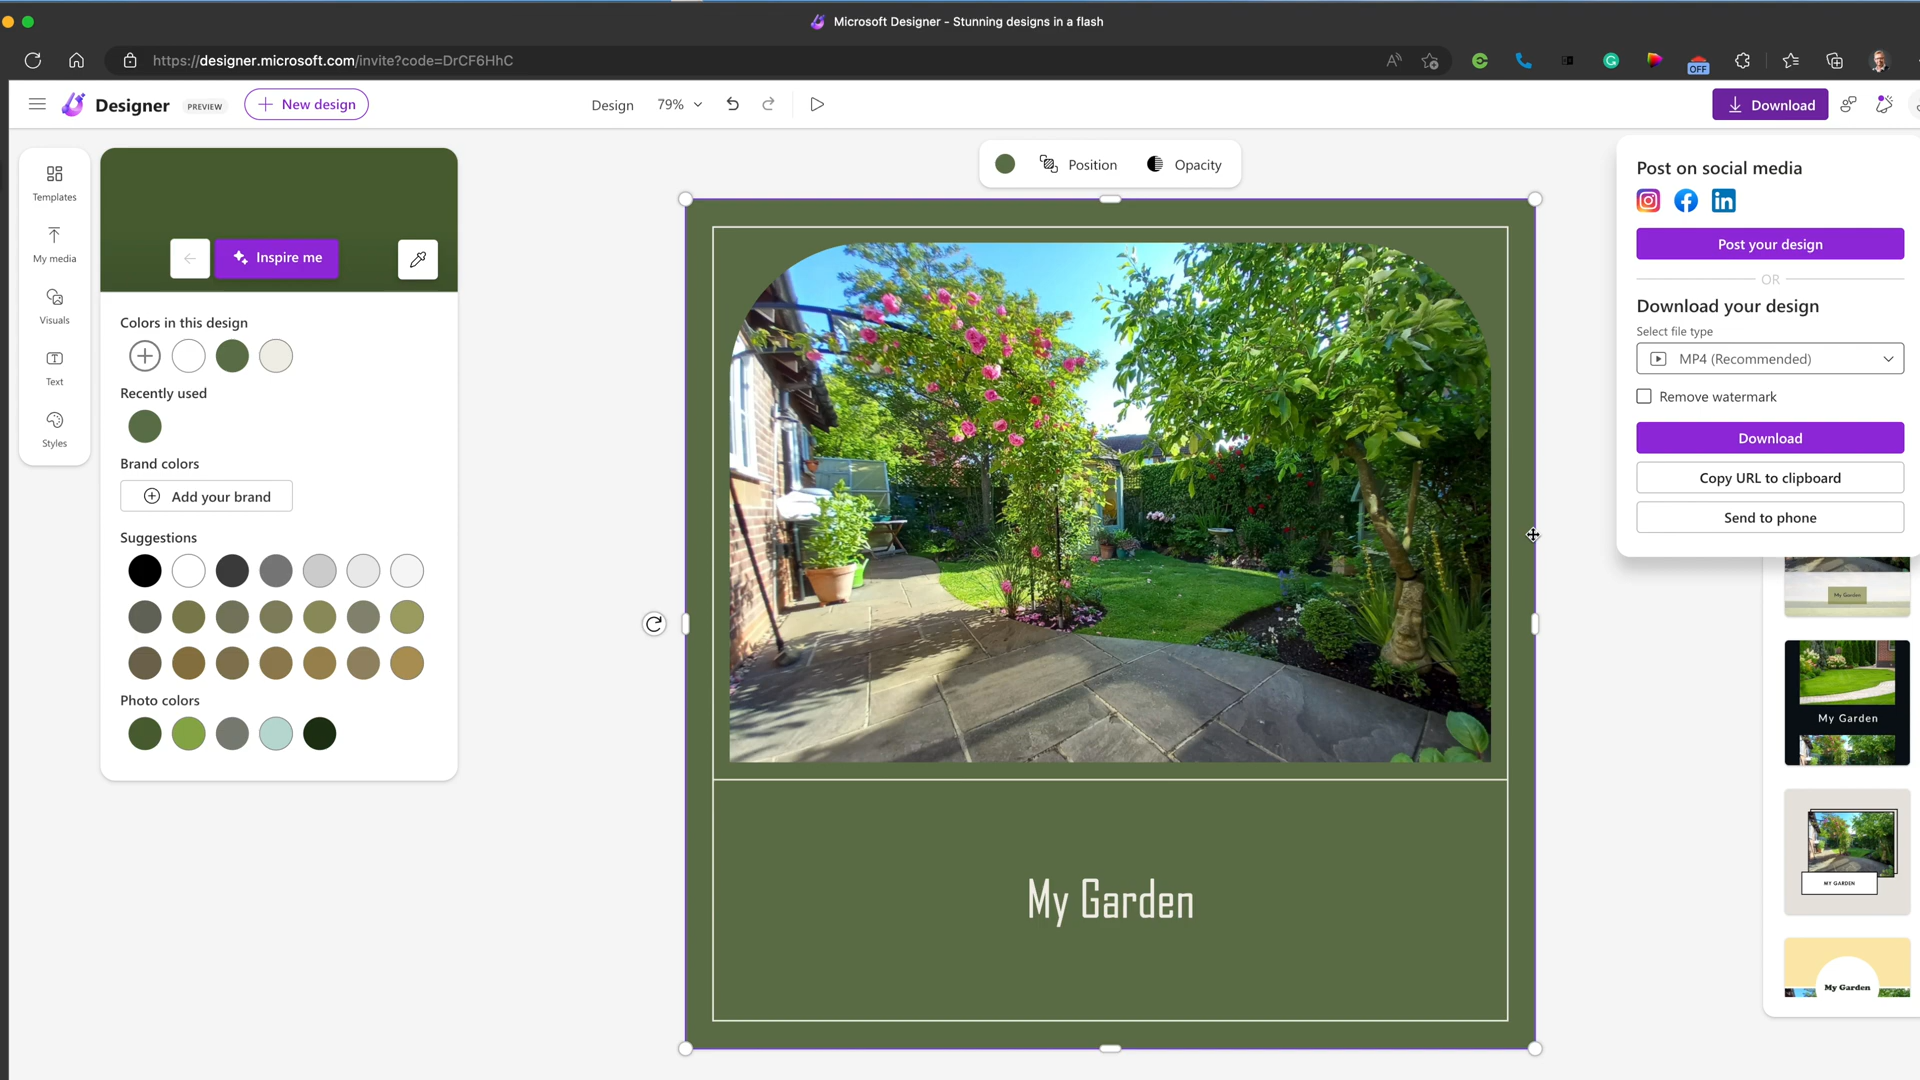 Microsoft Designer - Stunning designs in a flash
https://designer.microsoft.com/invite?code=DrCF6HhC
OFF
Designer PREVIEW
New design
Design
79%
Download
Templates
My media
Visuals
Text
Styles
Inspire me
Colors in this design
Recently used
Brand colors
Add your brand
Suggestions
Photo colors
Position
Opacity
My Garden
Post on social media
Post your design
OR
Download your design
Select file type
MP4 (Recommended)
Remove watermark
Download
Copy URL to clipboard
Send to phone
My Garden
My Garden
MY GARDEN
My Garden